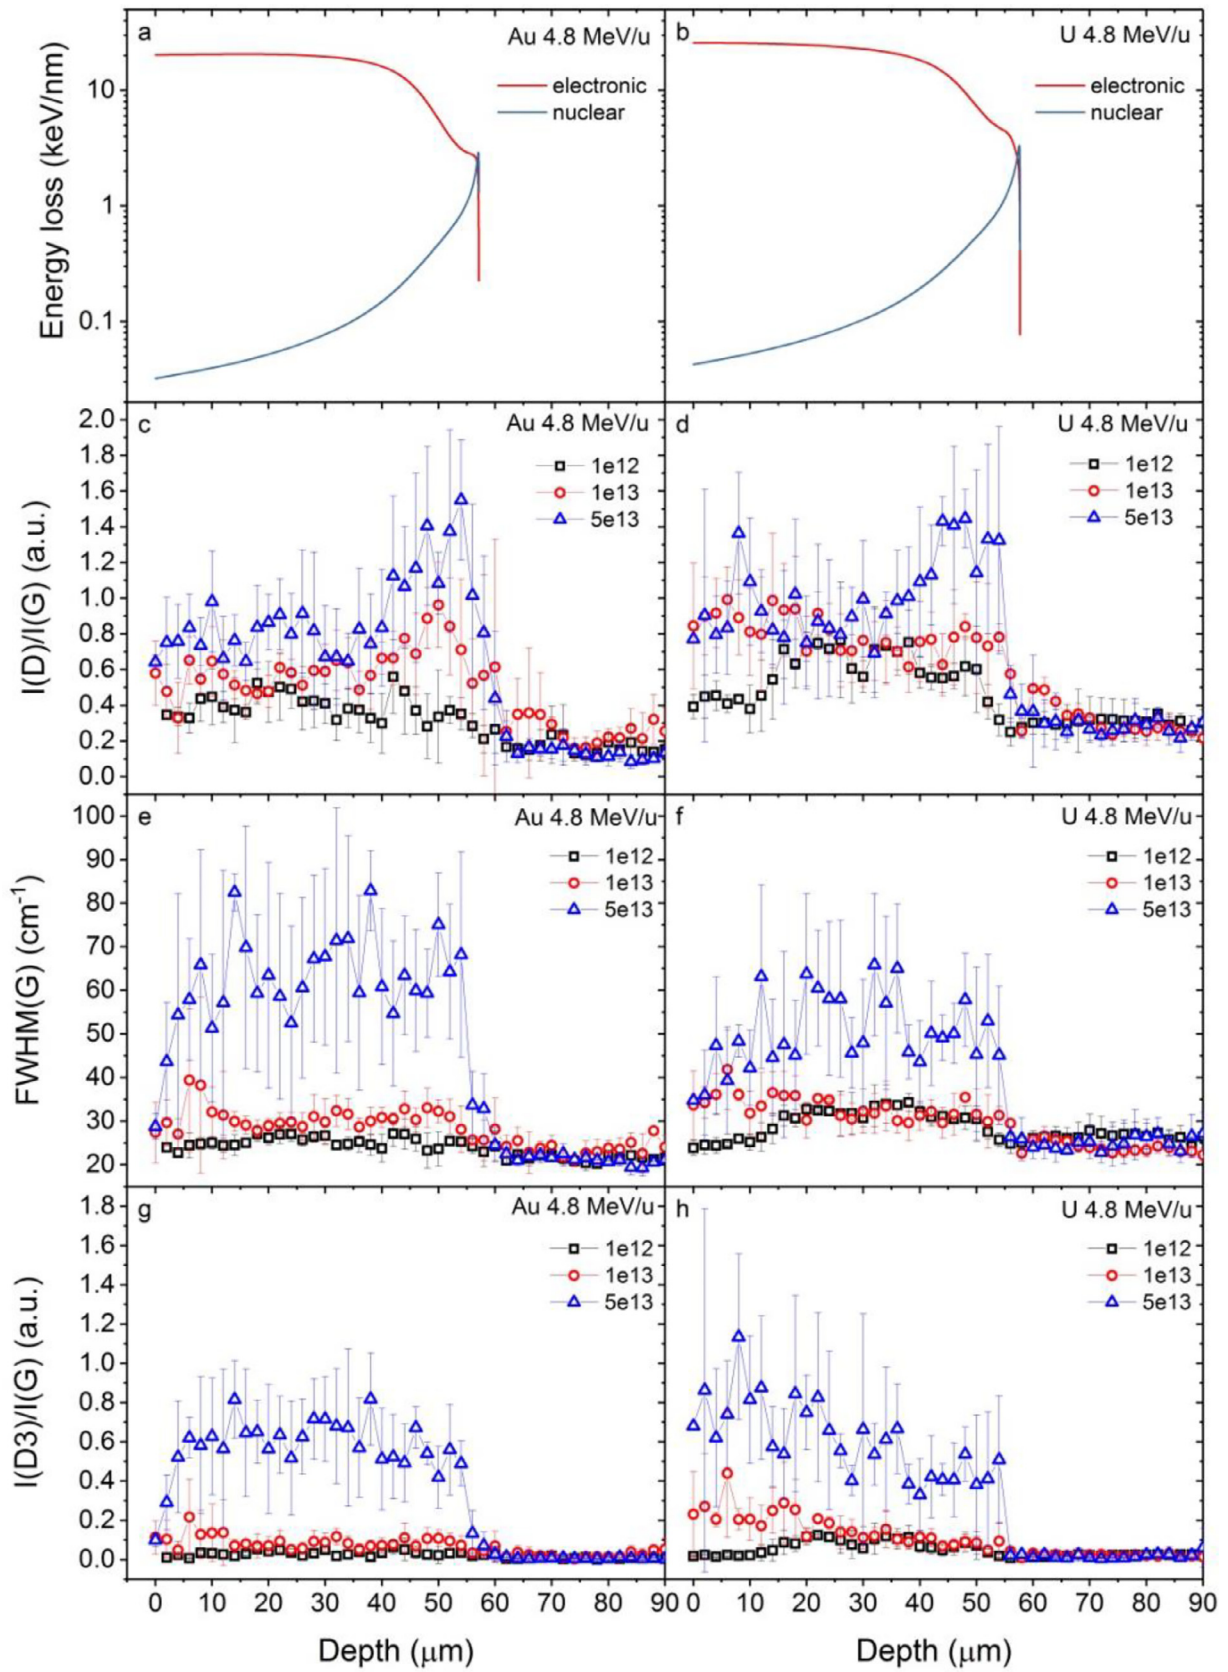 a
Au 4.8 MeV/u
electronic
nuclear
b
U 4.8 MeV/u
electronic
nuclear
Energy loss (keV/nm)
10
1
0.1
c
Au 4.8 MeV/u
1e12
1e13
5e13
d
U 4.8 MeV/u
1e12
1e13
5e13
I(D)/I(G) (a.u.)
2.0
1.8
1.6
1.4
1.2
1.0
0.8
0.6
0.4
0.2
0.0
e
Au 4.8 MeV/u
1e12
1e13
5e13
f
U 4.8 MeV/u
1e12
1e13
5e13
FWHM(G) (cm⁻¹)
100
90
80
70
60
50
40
30
20
g
Au 4.8 MeV/u
1e12
1e13
5e13
h
U 4.8 MeV/u
1e12
1e13
5e13
I(D3)/I(G) (a.u.)
1.8
1.6
1.4
1.2
1.0
0.8
0.6
0.4
0.2
0.0
0 10 20 30 40 50 60 70 80 90
0 10 20 30 40 50 60 70 80 90
Depth (μm)
Depth (μm)